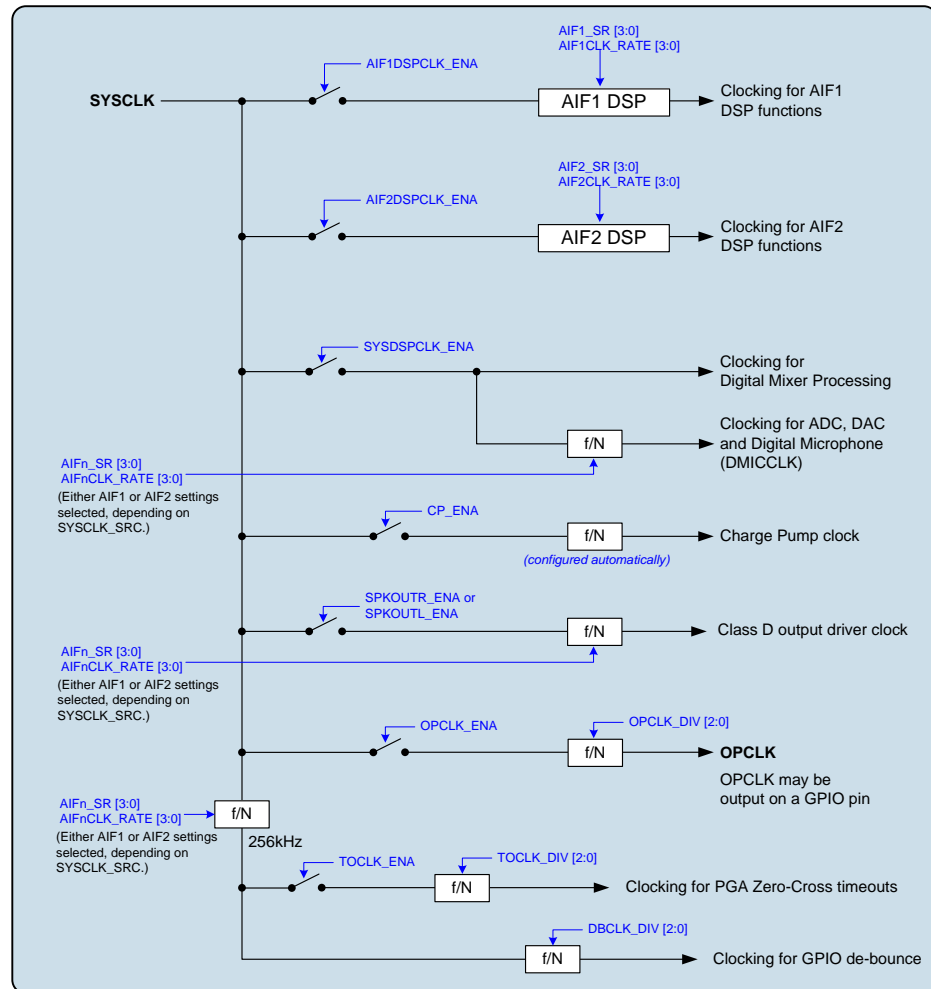 AIF1_SR [3:0]
AIF1CLK_RATE [3:0]
AIF1DSPCLK_ENA
SYSCLK
AIF1 DSP
Clocking for AIF1
DSP functions
AIF2_SR [3:0]
AIF2CLK_RATE [3:0]
AIF2DSPCLK_ENA
AIF2 DSP
Clocking for AIF2
DSP functions
SYSDSPCLK_ENA
Clocking for
Digital Mixer Processing
f/N
Clocking for ADC, DAC
and Digital Microphone
(DMICCLK)
AIFn_SR [3:0]
AIFnCLK_RATE [3:0]
(Either AIF1 or AIF2 settings
selected, depending on
SYSCLK_SRC.)
CP_ENA
f/N
(configured automatically)
Charge Pump clock
SPKOUTR_ENA or
SPKOUTL_ENA
f/N
Class D output driver clock
AIFn_SR [3:0]
AIFnCLK_RATE [3:0]
(Either AIF1 or AIF2 settings
selected, depending on
SYSCLK_SRC.)
OPCLK_ENA
OPCLK_DIV [2:0]
f/N
OPCLK
OPCLK may be
output on a GPIO pin
AIFn_SR [3:0]
AIFnCLK_RATE [3:0]
(Either AIF1 or AIF2 settings
selected, depending on
SYSCLK_SRC.)
f/N
256kHz
TOCLK_ENA
TOCLK_DIV [2:0]
f/N
Clocking for PGA Zero-Cross timeouts
DBCLK_DIV [2:0]
f/N
Clocking for GPIO de-bounce